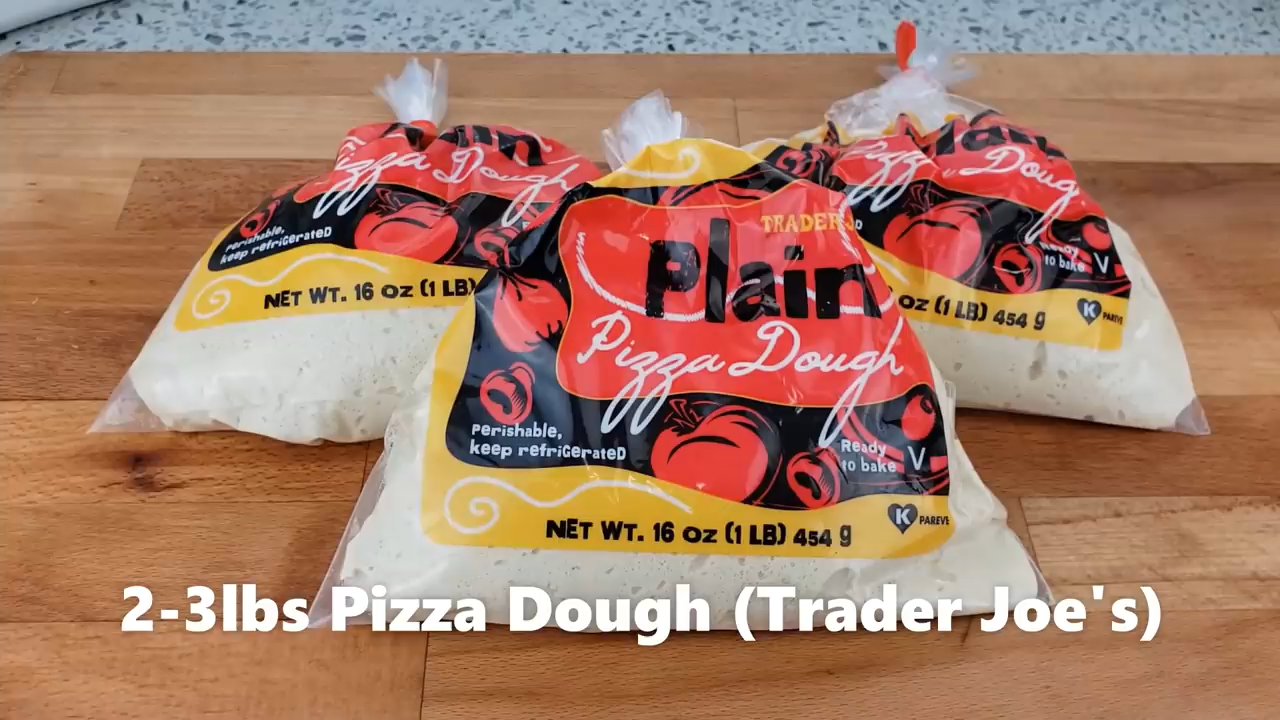 Pizza Dough
Perishable,
keep refrigerateD
NET WT. 16 oz (1 LB)
TRADER JO
Plain
Pizza Dough
Perishable,
keep refriGerateD
Ready
to bake V
NET WT. 16 oz (1 LB) 454 g
K PAREVE
Plain
Pizza Dough
Ready
to bake V
oz (1 LB) 454 g
K PAREVE
2-3lbs Pizza Dough (Trader Joe's)